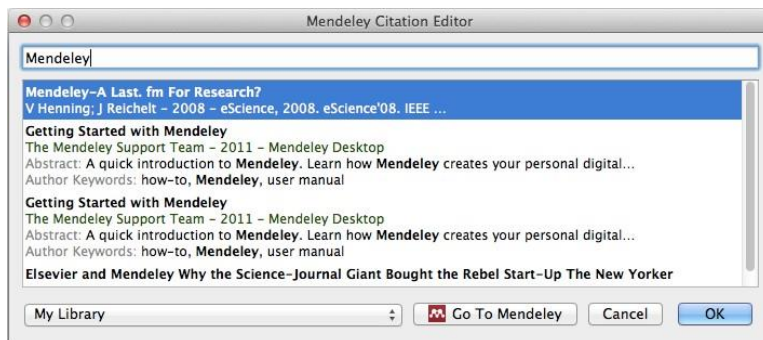 Mendeley Citation Editor
Mendeley
Mendeley-A Last. fm For Research?
V Henning; J Reichelt - 2008 - eScience, 2008. eScience'08. IEEE ...
Getting Started with Mendeley
The Mendeley Support Team - 2011 - Mendeley Desktop
Abstract: A quick introduction to Mendeley. Learn how Mendeley creates your personal digital...
Author Keywords: how-to, Mendeley, user manual
Getting Started with Mendeley
The Mendeley Support Team - 2011 - Mendeley Desktop
Abstract: A quick introduction to Mendeley. Learn how Mendeley creates your personal digital...
Author Keywords: how-to, Mendeley, user manual
Elsevier and Mendeley Why the Science-Journal Giant Bought the Rebel Start-Up The New Yorker
My Library Go To Mendeley Cancel OK